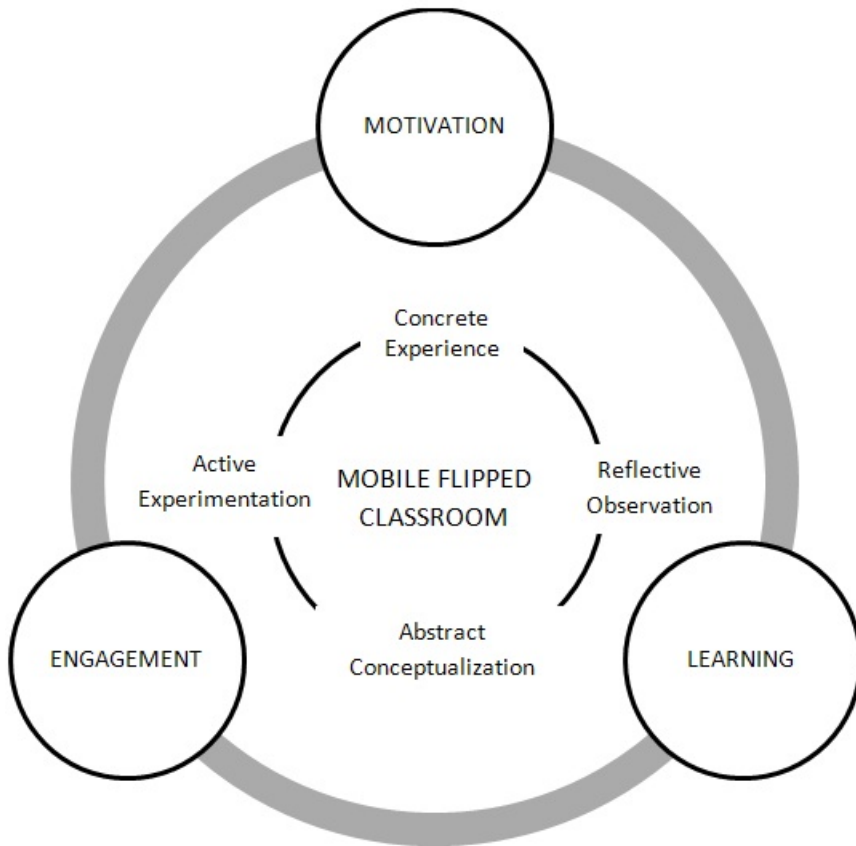 MOTIVATION
Concrete
Experience
Active
Experimentation
MOBILE FLIPPED
CLASSROOM
Reflective
Observation
Abstract
Conceptualization
ENGAGEMENT
LEARNING